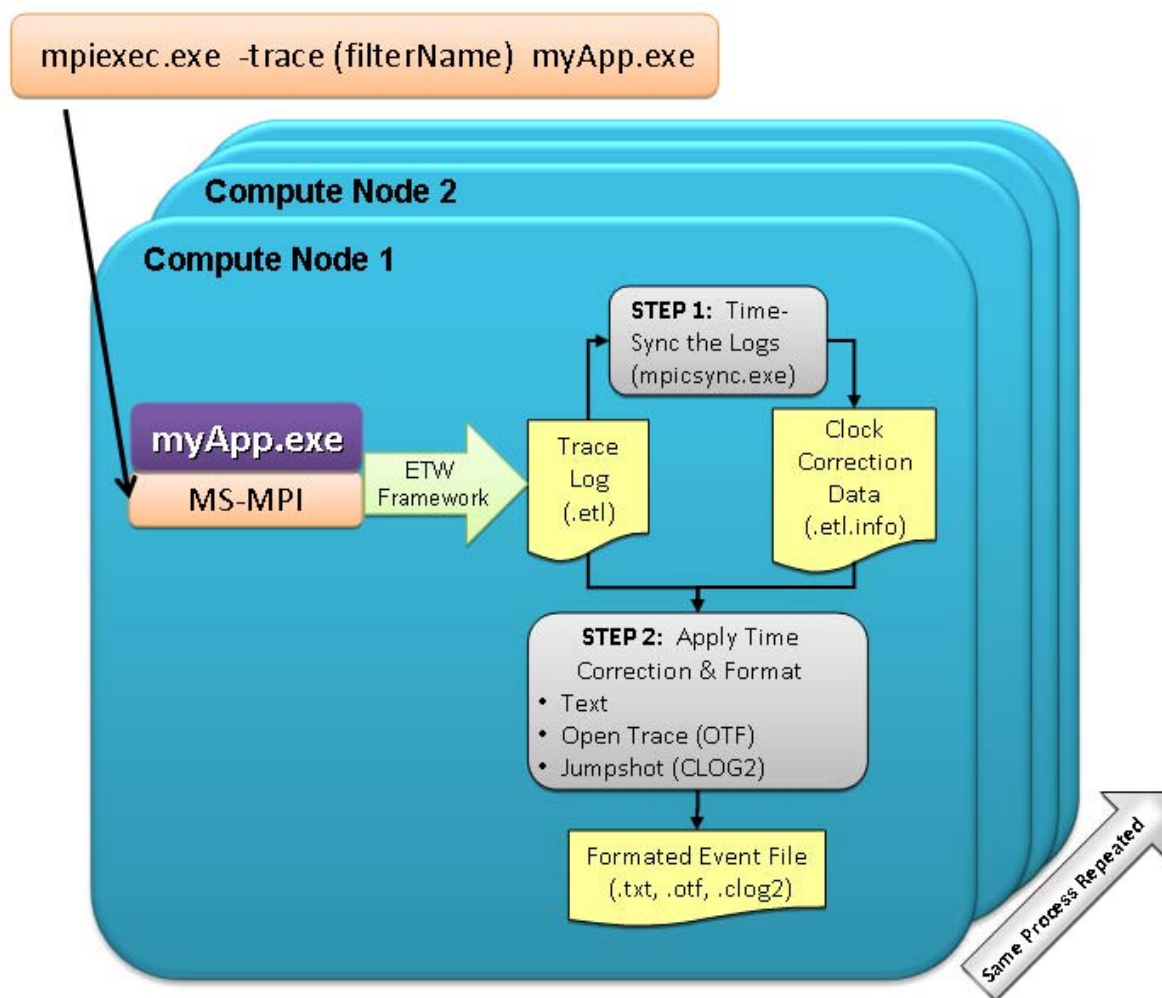 mpiexec.exe -trace (filterName) myApp.exe
Compute Node 2
Compute Node 1
STEP 1: Time-
Sync the Logs
(mpicsync.exe)
myApp.exe
MS-MPI
ETW
Framework
Trace
Log
(.etl)
Clock
Correction
Data
(.etl.info)
STEP 2: Apply Time
Correction & Format
• Text
• Open Trace (OTF)
• Jumpshot (CLOG2)
Formated Event File
(.txt, .otf, .clog2)
Same Process Repeated